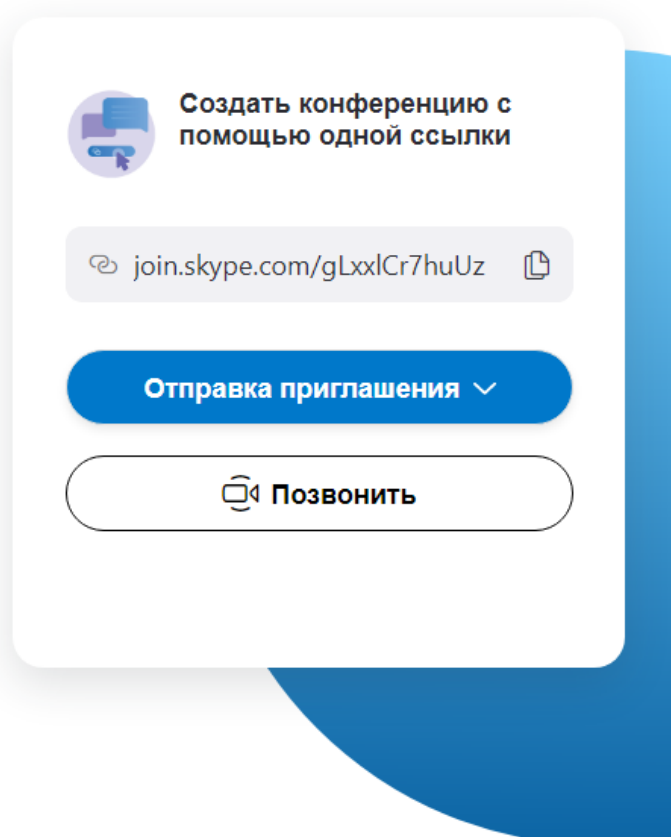 Создать конференцию с
помощью одной ссылки
join.skype.com/gLxxlCr7huUz
Отправка приглашения
Позвонить